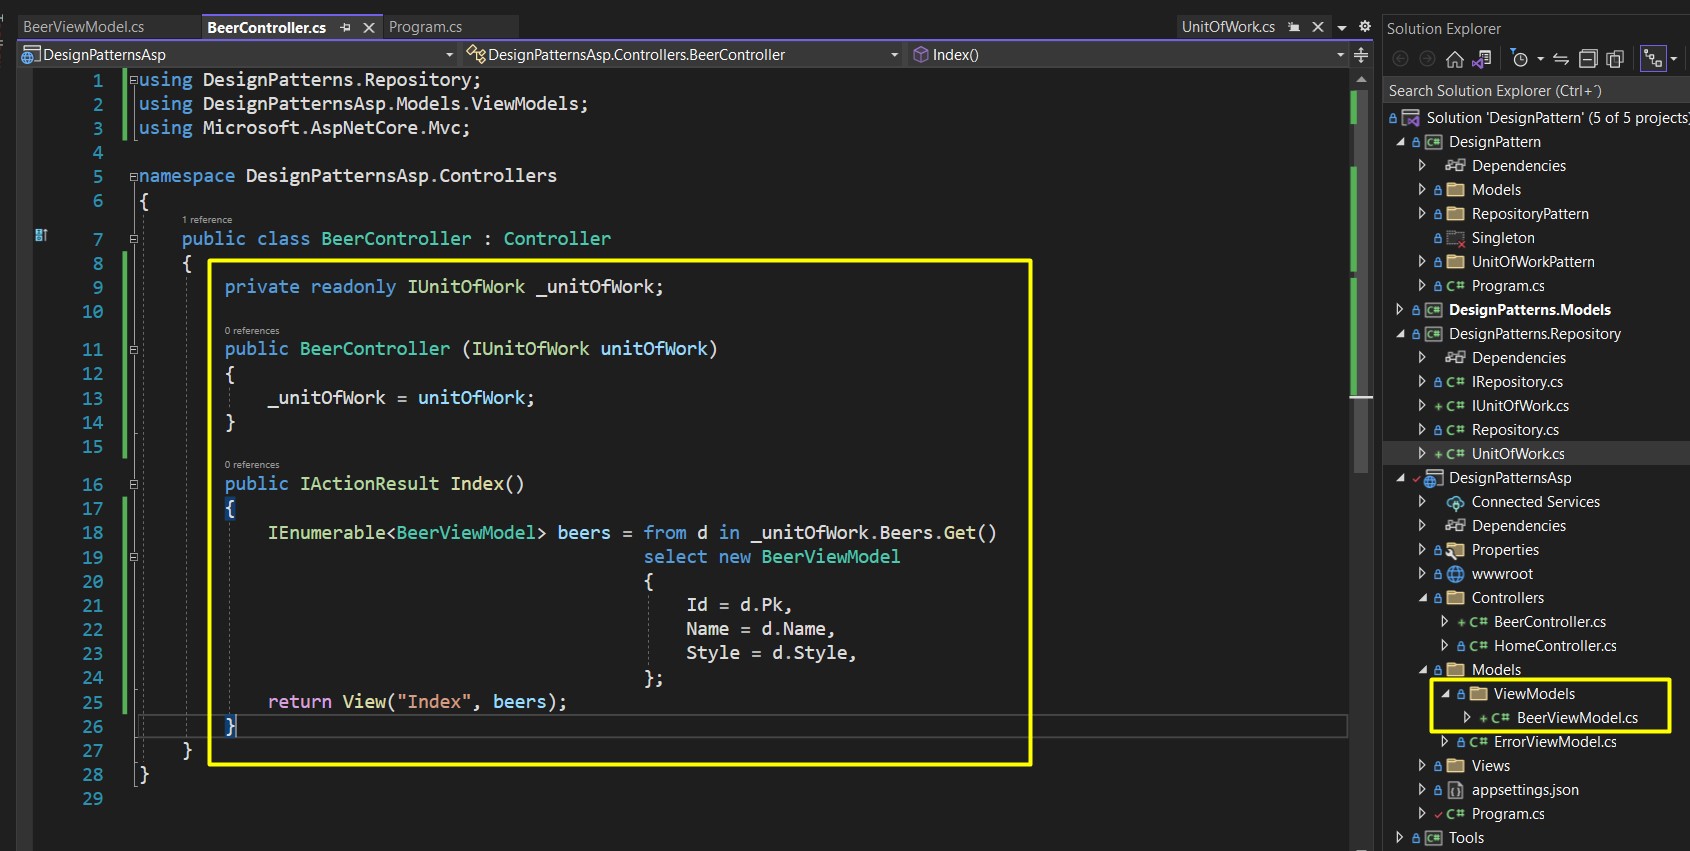 BeerViewModel.cs
BeerController.cs
Program.cs
UnitOfWork.cs
DesignPatternsAsp
DesignPatternsAsp.Controllers.BeerController
Index()
1 using DesignPatterns.Repository;
2 using DesignPatternsAsp.Models.ViewModels;
3 using Microsoft.AspNetCore.Mvc;
4
5 namespace DesignPatternsAsp.Controllers
6 {
1 reference
7 public class BeerController : Controller
8 {
9 private readonly IUnitOfWork _unitOfWork;
10
0 references
11 public BeerController (IUnitOfWork unitOfWork)
12 {
13 _unitOfWork = unitOfWork;
14 }
15
0 references
16 public IActionResult Index()
17 {
18 IEnumerable<BeerViewModel> beers = from d in _unitOfWork.Beers.Get()
19 select new BeerViewModel
20 {
21 Id = d.Pk,
22 Name = d.Name,
23 Style = d.Style,
24 };
25 return View("Index", beers);
26 }
27 }
28 }
29
Solution Explorer
Search Solution Explorer (Ctrl+´)
Solution 'DesignPattern' (5 of 5 projects)
DesignPattern
Dependencies
Models
RepositoryPattern
Singleton
UnitOfWorkPattern
C# Program.cs
DesignPatterns.Models
DesignPatterns.Repository
Dependencies
C# IRepository.cs
+ C# IUnitOfWork.cs
C# Repository.cs
+ C# UnitOfWork.cs
DesignPatternsAsp
Connected Services
Dependencies
Properties
wwwroot
Controllers
+ C# BeerController.cs
C# HomeController.cs
Models
ViewModels
+ C# BeerViewModel.cs
C# ErrorViewModel.cs
Views
appsettings.json
C# Program.cs
Tools